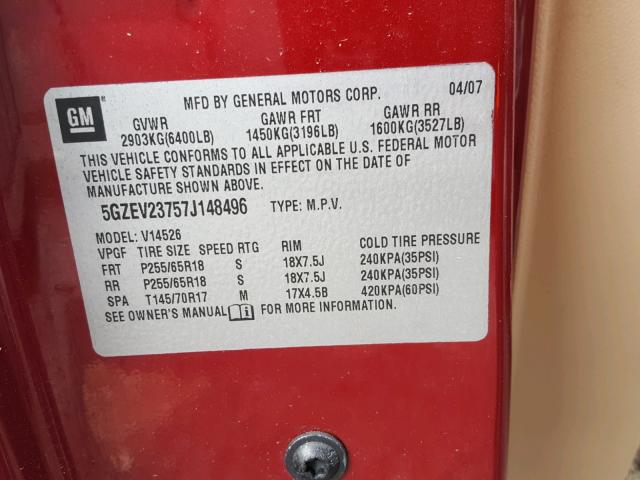 GM
MFD BY GENERAL MOTORS CORP. 04/07
GVWR GAWR FRT GAWR RR
2903KG(6400LB) 1450KG(3196LB) 1600KG(3527LB)
THIS VEHICLE CONFORMS TO ALL APPLICABLE U.S. FEDERAL MOTOR
VEHICLE SAFETY STANDARDS IN EFFECT ON THE DATE OF
MANUFACTURE SHOWN ABOVE.
5GZEV23757J148496 TYPE: M.P.V.
MODEL: V14526
VPGF TIRE SIZE SPEED RTG RIM COLD TIRE PRESSURE
FRT P255/65R18 S 18X7.5J 240KPA(35PSI)
RR P255/65R18 S 18X7.5J 240KPA(35PSI)
SPA T145/70R17 M 17X4.5B 420KPA(60PSI)
SEE OWNER'S MANUAL FOR MORE INFORMATION.